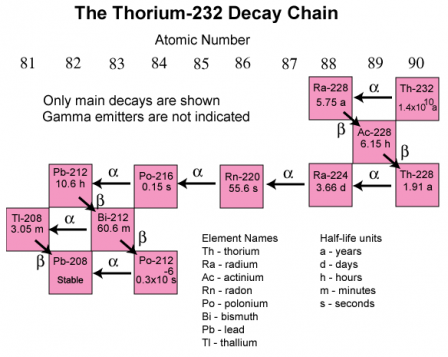 The Thorium-232 Decay Chain
Atomic Number
81 82 83 84 85 86 87 88 89 90
Ra-228
5.75 a
α
Th-232
1.4x10
10
a
Only main decays are shown
Gamma emitters are not indicated
β
Ac-228
6.15 h
β
Pb-212
10.6 h
α
Po-216
0.15 s
α
Rn-220
55.6 s
α
Ra-224
3.66 d
α
Th-228
1.91 a
β
Tl-208
3.05 m
α
Bi-212
60.6 m
β
β
Pb-208
Stable
α
Po-212
-6
0.3x10 s
Element Names
Th - thorium
Ra - radium
Ac - actinium
Rn - radon
Po - polonium
Bi - bismuth
Pb - lead
Tl - thallium
Half-life units
a - years
d - days
h - hours
m - minutes
s - seconds